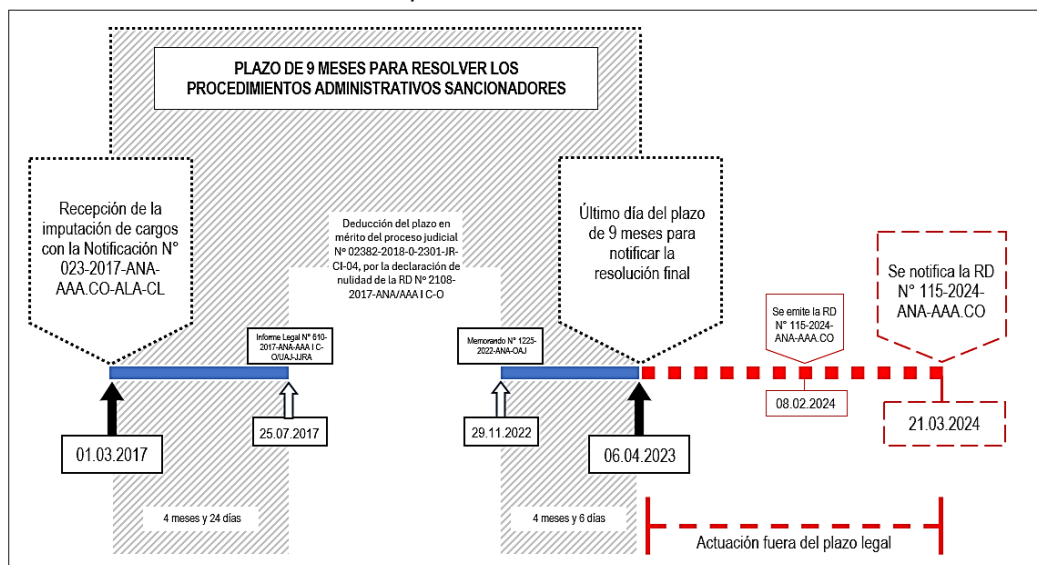 PLAZO DE 9 MESES PARA RESOLVER LOS
PROCEDIMIENTOS ADMINISTRATIVOS SANCIONADORES
Recepción de la
imputación de cargos
con la Notificación N°
023-2017-ANA-
AAA.CO-ALA-CL
Deducción del plazo en
mérito del proceso judicial
Nº 02382-2018-0-2301-JR-
CI-04, por la declaración de
nulidad de la RD Nº 2108-
2017-ANA/AAA I C-O
Último día del plazo
de 9 meses para
notificar la
resolución final
Se emite la RD
N° 115-2024-
ANA-AAA.CO
Se notifica la RD
N° 115-2024-
ANA-AAA.CO
Informe Legal N° 610-
2017-ANA-AAA I C-
O/UAJ-JJRA
Memorando N° 1225-
2022-ANA-OAJ
01.03.2017
25.07.2017
29.11.2022
06.04.2023
08.02.2024
21.03.2024
4 meses y 24 días
4 meses y 6 días
Actuación fuera del plazo legal